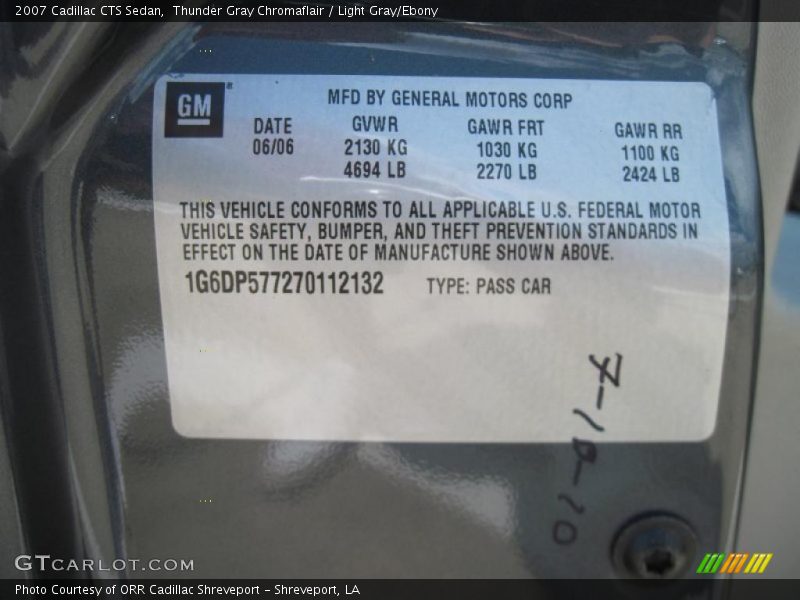 2007 Cadillac CTS Sedan,  Thunder Gray Chromaflair / Light Gray/Ebony
GM
MFD BY GENERAL MOTORS CORP
DATE GVWR GAWR FRT GAWR RR
06/06 2130 KG 1030 KG 1100 KG
4694 LB 2270 LB 2424 LB
THIS VEHICLE CONFORMS TO ALL APPLICABLE U.S. FEDERAL MOTOR
VEHICLE SAFETY, BUMPER, AND THEFT PREVENTION STANDARDS IN
EFFECT ON THE DATE OF MANUFACTURE SHOWN ABOVE.
1G6DP577270112132 TYPE: PASS CAR
7-10-10
GTCARLOT.COM
Photo Courtesy of ORR Cadillac Shreveport - Shreveport, LA